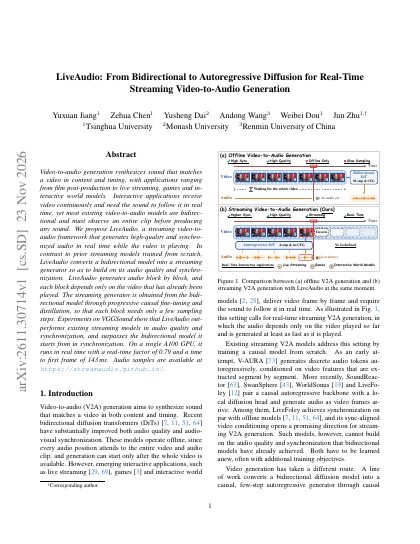 LiveAudio: From Bidirectional to Autoregressive Diffusion for Real-Time
Streaming Video-to-Audio Generation
Yuxuan Jiang¹ Zehua Chen¹ Yusheng Dai² Andong Wang³ Weibei Dou¹ Jun Zhu¹,†
¹Tsinghua University ²Monash University ³Renmin University of China
arXiv:2611.30714v1 [cs.SD] 23 Nov 2026
Abstract
Video-to-audio generation synthesizes sound that matches
a video in content and timing, with applications ranging
from film post-production to live streaming, games and in-
teractive world models. Interactive applications receive
video continuously and need the sound to follow it in real
time, yet most existing video-to-audio models are bidirec-
tional and must observe an entire clip before producing
any sound. We propose LiveAudio, a streaming video-to-
audio framework that generates high-quality and synchro-
nized audio in real time while the video is playing. In
contrast to prior streaming models trained from scratch,
LiveAudio converts a bidirectional model into a streaming
generator so as to build on its audio quality and synchro-
nization. LiveAudio generates audio block by block, and
each block depends only on the video that has already been
played. The streaming generator is obtained from the bidi-
rectional model through progressive causal fine-tuning and
distillation, so that each block needs only a few sampling
steps. Experiments on VGGSound show that LiveAudio out-
performs existing streaming models in audio quality and
synchronization, and surpasses the bidirectional model it
starts from in synchronization. On a single A100 GPU, it
runs in real time with a real-time factor of 0.79 and a time
to first frame of 143ms. Audio samples are available at
https://streamaudio.github.io/.
1. Introduction
Video-to-audio (V2A) generation aims to synthesize sound
that matches a video in both content and timing. Recent
bidirectional diffusion transformers (DiTs) [7, 11, 51, 64]
have substantially improved both audio quality and audio-
visual synchronization. These models operate offline, since
every audio position attends to the entire video and audio
clip, and generation can start only after the whole video is
available. However, emerging interactive applications, such
as live streaming [20, 69], games [3] and interactive world
†Corresponding author.
(a) Offline Video-to-Audio Generation
High Sync. High Quality Offline Only Slow Sampling
Video
Bidirectional
DiT
Waiting for the whole video
Audio
(b) Streaming Video-to-Audio Generation (Ours)
Higher Sync. High Quality Streaming Real-Time
Video
Autoregressive DiT
Audio
Real-Time Interactive Application Live Streaming Games Interactive World Models
Figure 1. Comparison between (a) offline V2A generation and (b)
streaming V2A generation with LiveAudio at the same moment.
models [2, 25], deliver video frame by frame and require
the sound to follow it in real time. As illustrated in Fig. 1,
this setting calls for real-time streaming V2A generation, in
which the audio depends only on the video played so far
and is generated at least as fast as it is played.
Existing streaming V2A models address this setting by
training a causal model from scratch. As an early at-
tempt, V-AURA [73] generates discrete audio tokens au-
toregressively, conditioned on video features that are ex-
tracted segment by segment. More recently, SoundReac-
tor [63], SwanSphere [43], WorldSonus [19] and LiveFo-
ley [12] pair a causal autoregressive backbone with a lo-
cal diffusion head and generate audio as video frames ar-
rive. Among them, LiveFoley achieves synchronization on
par with offline models [7, 11, 51, 64], and its sync-aligned
video conditioning opens a promising direction for stream-
ing V2A generation. Such models, however, cannot build
on the audio quality and synchronization that bidirectional
models have already achieved. Both have to be learned
anew, often with additional training objectives.
Video generation has taken a different route. A line
of work converts a bidirectional diffusion model into a
causal, few-step autoregressive generator through causal
1